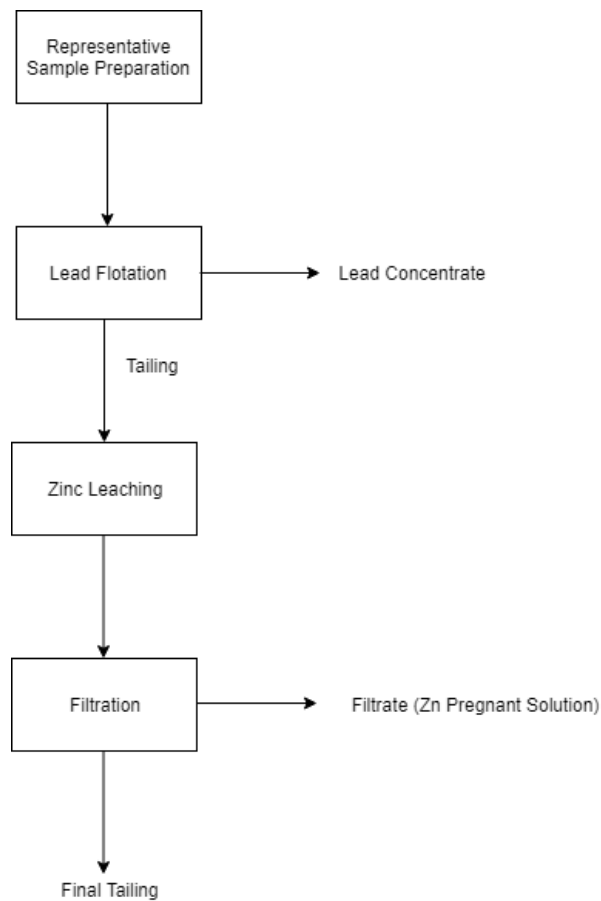 Representative
Sample Preparation
Lead Flotation
Lead Concentrate
Tailing
Zinc Leaching
Filtration
Filtrate (Zn Pregnant Solution)
Final Tailing